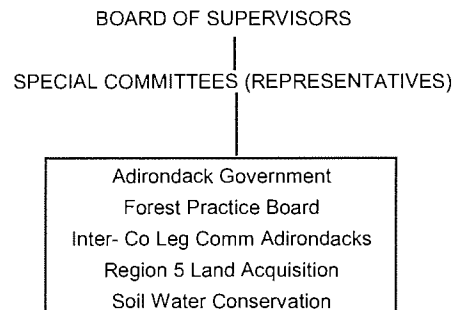 BOARD OF SUPERVISORS
SPECIAL COMMITTEES (REPRESENTATIVES)
Adirondack Government
Forest Practice Board
Inter- Co Leg Comm Adirondacks
Region 5 Land Acquisition
Soil Water Conservation